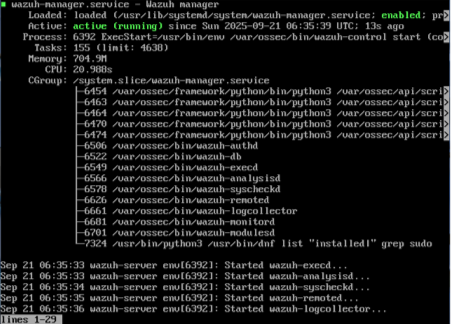 wazuh-manager.service - Wazuh manager
Loaded: loaded (/usr/lib/systemd/system/wazuh-manager.service; enabled; pr>
Active: active (running) since Sun 2025-09-21 06:35:39 UTC; 13s ago
Process: 6392 ExecStart=/usr/bin/env /var/ossec/bin/wazuh-control start (co>
Tasks: 155 (limit: 4638)
Memory: 704.9M
CPU: 20.988s
CGroup: /system.slice/wazuh-manager.service
├─6454 /var/ossec/framework/python/bin/python3 /var/ossec/api/scri>
├─6463 /var/ossec/framework/python/bin/python3 /var/ossec/api/scri>
├─6464 /var/ossec/framework/python/bin/python3 /var/ossec/api/scri>
├─6470 /var/ossec/framework/python/bin/python3 /var/ossec/api/scri>
├─6474 /var/ossec/framework/python/bin/python3 /var/ossec/api/scri>
├─6506 /var/ossec/bin/wazuh-authd
├─6522 /var/ossec/bin/wazuh-db
├─6549 /var/ossec/bin/wazuh-execd
├─6566 /var/ossec/bin/wazuh-analysisd
├─6578 /var/ossec/bin/wazuh-syscheckd
├─6626 /var/ossec/bin/wazuh-remoted
├─6661 /var/ossec/bin/wazuh-logcollector
├─6681 /var/ossec/bin/wazuh-monitord
├─6701 /var/ossec/bin/wazuh-modulesd
└─7324 /usr/bin/python3 /usr/bin/dnf list "installed|" grep sudo
Sep 21 06:35:33 wazuh-server env[6392]: Started wazuh-execd...
Sep 21 06:35:33 wazuh-server env[6392]: Started wazuh-analysisd...
Sep 21 06:35:34 wazuh-server env[6392]: Started wazuh-syscheckd...
Sep 21 06:35:35 wazuh-server env[6392]: Started wazuh-remoted...
Sep 21 06:35:36 wazuh-server env[6392]: Started wazuh-logcollector...
lines 1-29